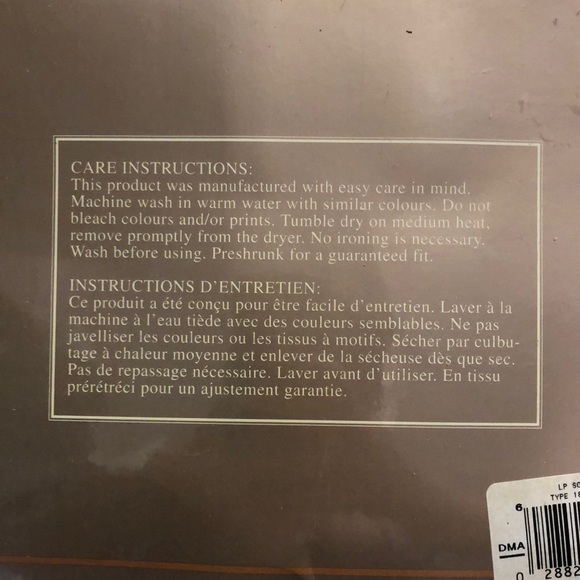 CARE INSTRUCTIONS:
This product was manufactured with easy care in mind.
Machine wash in warm water with similar colours. Do not
bleach colours and/or prints. Tumble dry on medium heat,
remove promptly from the dryer. No ironing is necessary.
Wash before using. Preshrunk for a guaranteed fit.
INSTRUCTIONS D'ENTRETIEN:
Ce produit a été conçu pour être facile d'entretien. Laver à la
machine à l'eau tiède avec des couleurs semblables. Ne pas
javelliser les couleurs ou les tissus à motifs. Sécher par culbu-
tage à chaleur moyenne et enlever de la sécheuse dès que sec.
Pas de repassage nécessaire. Laver avant d'utiliser. En tissu
prérétréci pour un ajustement garantie.
LP
TYPE
6
DMA
0 2882